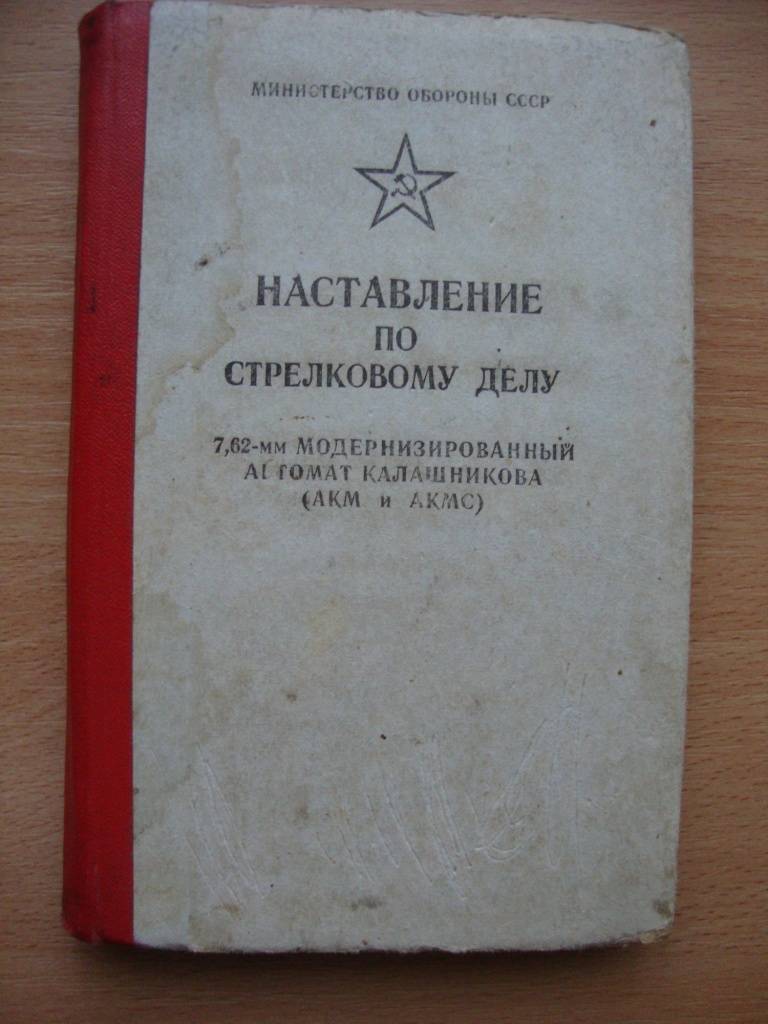 МИНИСТЕРСТВО ОБОРОНЫ СССР
НАСТАВЛЕНИЕ
ПО
СТРЕЛКОВОМУ ДЕЛУ
7,62-мм МОДЕРНИЗИРОВАННЫЙ
АВТОМАТ КАЛАШНИКОВА
(АКМ и АКМС)